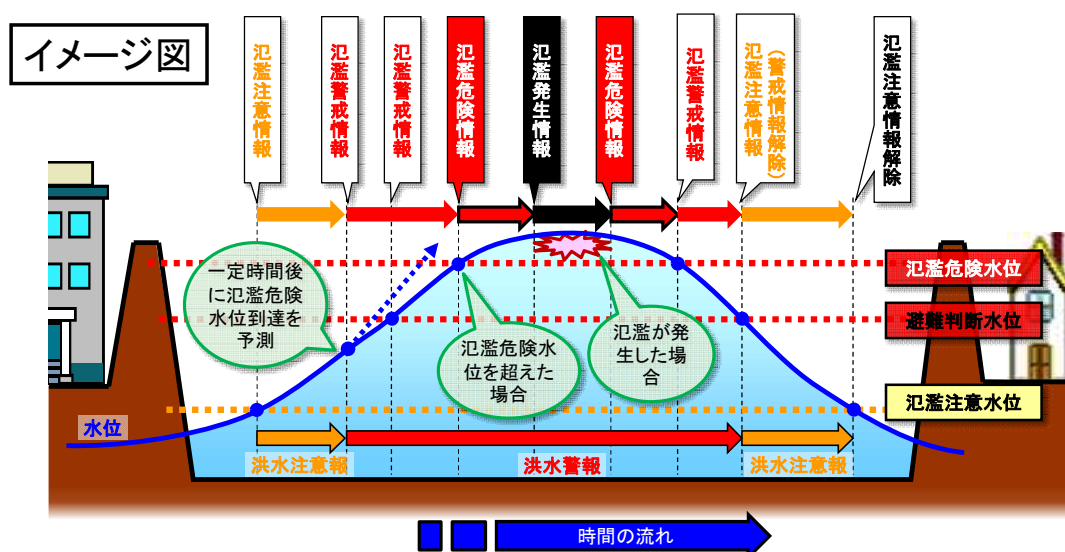 イメージ図
氾濫注意情報
氾濫警戒情報
氾濫警戒情報
氾濫危険情報
氾濫発生情報
氾濫危険情報
氾濫警戒情報
氾濫注意情報
(警戒情報解除)
氾濫注意情報解除
一定時間後
に氾濫危険
水位到達を
予測
氾濫危険水
位を超えた
場合
氾濫が発
生した場
合
氾濫危険水位
避難判断水位
氾濫注意水位
水位
洪水注意報
洪水警報
洪水注意報
時間の流れ